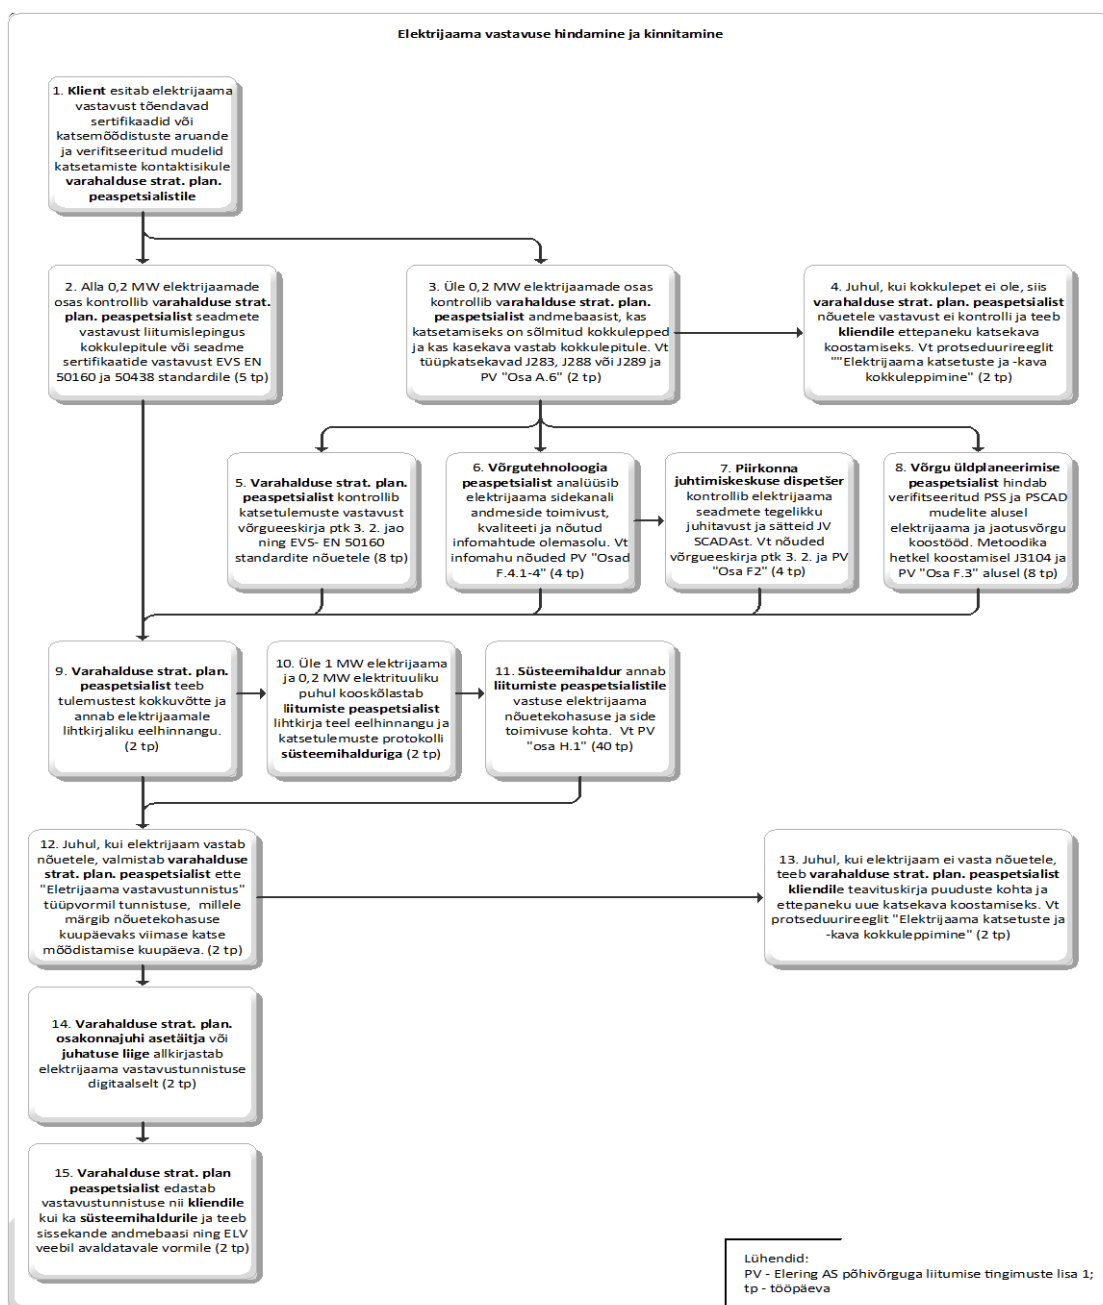 Elektrijaama vastavuse hindamine ja kinnitamine
1. Klient esitab elektrijaama
vastavust tõendavad
sertifikaadid või
katsemõõdistuste aruande
ja verifitseeritud mudelid
katsetamiste kontaktisikule
varahalduse strat. plan.
peaspetsialistile
2. Alla 0,2 MW elektrijaamade
osas kontrollib varahalduse strat.
plan. peaspetsialist seadmete
vastavust liitumislepingus
kokkulepitule või seadme
sertifikaatide vastavust EVS EN
50160 ja 50438 standardile (5 tp)
3. Üle 0,2 MW elektrijaamade osas
kontrollib varahalduse strat. plan.
peaspetsialist andmebaasist, kas
katsetamiseks on sõlmitud kokkulepped
ja kas kasekava vastab kokkulepitule. Vt
tüüpkatsekavad J283, J288 või J289 ja
PV "Osa A.6" (2 tp)
4. Juhul, kui kokkulepet ei ole, siis
varahalduse strat. plan. peaspetsialist
nõuetele vastavust ei kontrolli ja teeb
kliendile ettepaneku katsekava
koostamiseks. Vt protseduurireeglit
""Elektrijaama katsetuste ja -kava
kokkuleppimine" (2 tp)
5. Varahalduse strat. plan.
peaspetsialist kontrollib
katsetulemuste vastavust
võrgueeskirja ptk 3. 2. jao
ning EVS- EN 50160
standardite nõuetele (8 tp)
6. Võrgutehnoloogia
peaspetsialist analüüsib
elektrijaama sidekanali
andmeside toimivust,
kvaliteeti ja nõutud
infomahtude olemasolu. Vt
infomahu nõuded PV "Osad
F.4.1-4" (4 tp)
7. Piirkonna
juhtimiskeskuse dispetšer
kontrollib elektrijaama
seadmete tegelikku
juhitavust ja sätteid JV
SCADAst. Vt nõuded
võrgueeskirja ptk 3. 2. ja PV
"Osa F2" (4 tp)
8. Võrgu üldplaneerimise
peaspetsialist hindab
verifitseeritud PSS ja PSCAD
mudelite alusel
elektrijaama ja jaotusvõrgu
koostööd. Metoodika
hetkel koostamisel J3104 ja
PV "Osa F.3" alusel (8 tp)
9. Varahalduse strat. plan.
peaspetsialist teeb
tulemustest kokkuvõtte ja
annab elektrijaamale
lihtkirjaliku eelhinnangu.
(2 tp)
10. Üle 1 MW elektrijaama
ja 0,2 MW elektrituuliku
puhul kooskõlastab
liitumiste peaspetsialist
lihtkirja teel eelhinnangu ja
katsetulemuste protokolli
süsteemihalduriga (2 tp)
11. Süsteemihaldur annab
liitumiste peaspetsialistile
vastuse elektrijaama
nõuetekohasuse ja side
toimivuse kohta. Vt PV
"osa H.1" (40 tp)
12. Juhul, kui elektrijaam vastab
nõuetele, valmistab varahalduse
strat. plan. peaspetsialist ette
"Eletrijaama vastavustunnistus"
tüüpvormil tunnistuse, millele
märgib nõuetekohasuse
kuupäevaks viimase katse
mõõdistamise kuupäeva. (2 tp)
13. Juhul, kui elektrijaam ei vasta nõuetele,
teeb varahalduse strat. plan. peaspetsialist
kliendile teavituskirja puuduste kohta ja
ettepaneku uue katsekava koostamiseks. Vt
protseduurireeglit "Elektrijaama katsetuste ja
-kava kokkuleppimine" (2 tp)
14. Varahalduse strat. plan.
osakonnajuhi asetäitja või
juhatuse liige allkirjastab
elektrijaama vastavustunnistuse
digitaalselt (2 tp)
15. Varahalduse strat. plan
peaspetsialist edastab
vastavustunnistuse nii kliendile
kui ka süsteemihaldurile ja teeb
sissekande andmebaasi ning ELV
veebil avaldatavale vormile (2 tp)
Lühendid:
PV - Elering AS põhivõrguga liitumise tingimuste lisa 1;
tp - tööpäeva